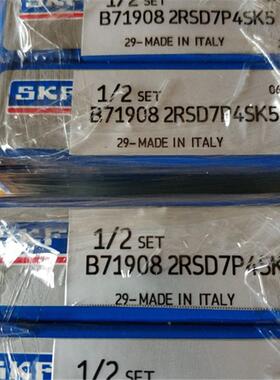 1/2 SET
B71908 2RSD7P4SK5
29-MADE IN ITALY
SKF
1/2 SET
06
B71908 2RSD7P4SK5
29-MADE IN ITALY
SKF
1/2 SET
B71908 2RSD7P4SK
29-MADE IN ITALY
SKF
1/2 SET